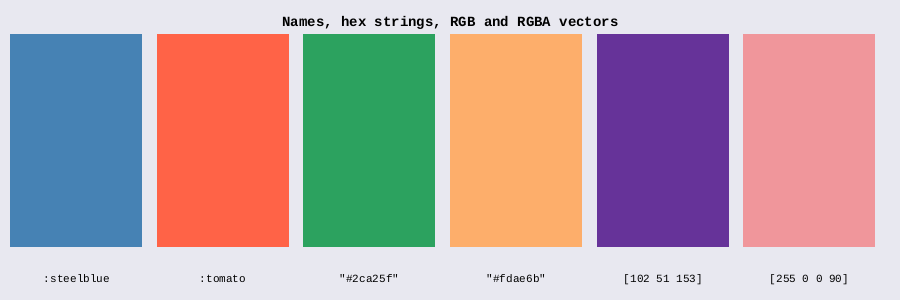 Names, hex strings, RGB and RGBA vectors
:steelblue :tomato "#2ca25f" "#fdae6b" [102 51 153] [255 0 0 90]